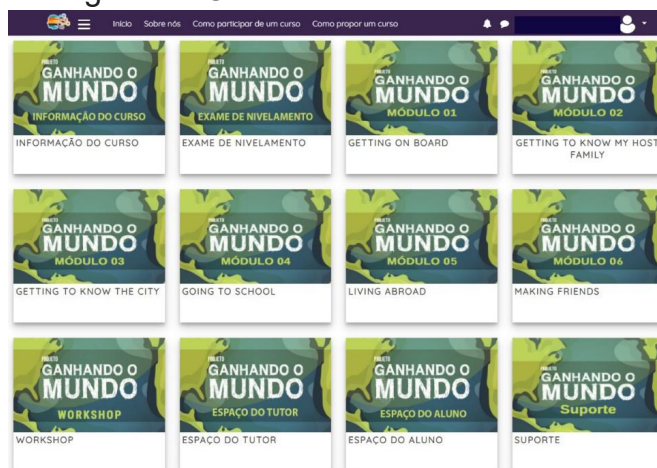 Início Sobre nós Como participar de um curso Como propor um curso
PROJETO
GANHANDO O
MUNDO
INFORMAÇÃO DO CURSO
INFORMAÇÃO DO CURSO
PROJETO
GANHANDO O
MUNDO
EXAME DE NIVELAMENTO
EXAME DE NIVELAMENTO
PROJETO
GANHANDO O
MUNDO
MÓDULO 01
GETTING ON BOARD
PROJETO
GANHANDO O
MUNDO
MÓDULO 02
GETTING TO KNOW MY HOST
FAMILY
PROJETO
GANHANDO O
MUNDO
MÓDULO 03
GETTING TO KNOW THE CITY
PROJETO
GANHANDO O
MUNDO
MÓDULO 04
GOING TO SCHOOL
PROJETO
GANHANDO O
MUNDO
MÓDULO 05
LIVING ABROAD
PROJETO
GANHANDO O
MUNDO
MÓDULO 06
MAKING FRIENDS
PROJETO
GANHANDO O
MUNDO
WORKSHOP
WORKSHOP
PROJETO
GANHANDO O
MUNDO
ESPAÇO DO TUTOR
ESPAÇO DO TUTOR
PROJETO
GANHANDO O
MUNDO
ESPAÇO DO ALUNO
ESPAÇO DO ALUNO
PROJETO
GANHANDO O
MUNDO
Suporte
SUPORTE